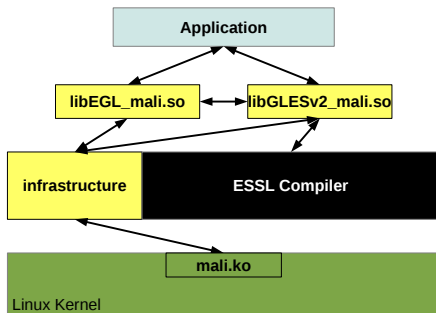 Application
libEGL_mali.so
libGLESv2_mali.so
infrastructure
ESSL Compiler
mali.ko
Linux Kernel